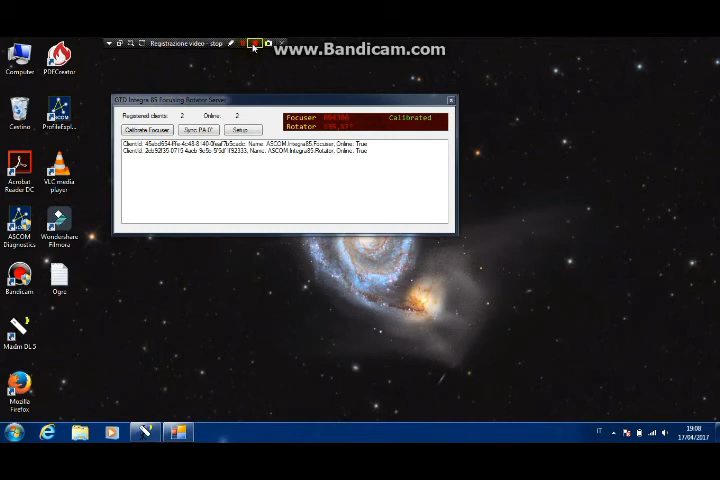 Registrazione video - stop
www.Bandicam.com
Computer
PDFCreator
GTD Integra 85 Focusing Rotator Server
Registered clients: 2 Online: 2
Focuser Calibrated
Rotator
Calibrate Focuser Sync PA 0° Setup
Name: ASCOM.Integra85.Focuser, Online: True
Name: ASCOM.Integra85.Rotator, Online: True
Cestino
ProfileExpl...
Acrobat Reader DC
VLC media player
ASCOM Diagnostics
Wondershare Filmora
Bandicam
Ogre
MaxIm DL 5
Mozilla Firefox
IT
19:08
17/04/2017